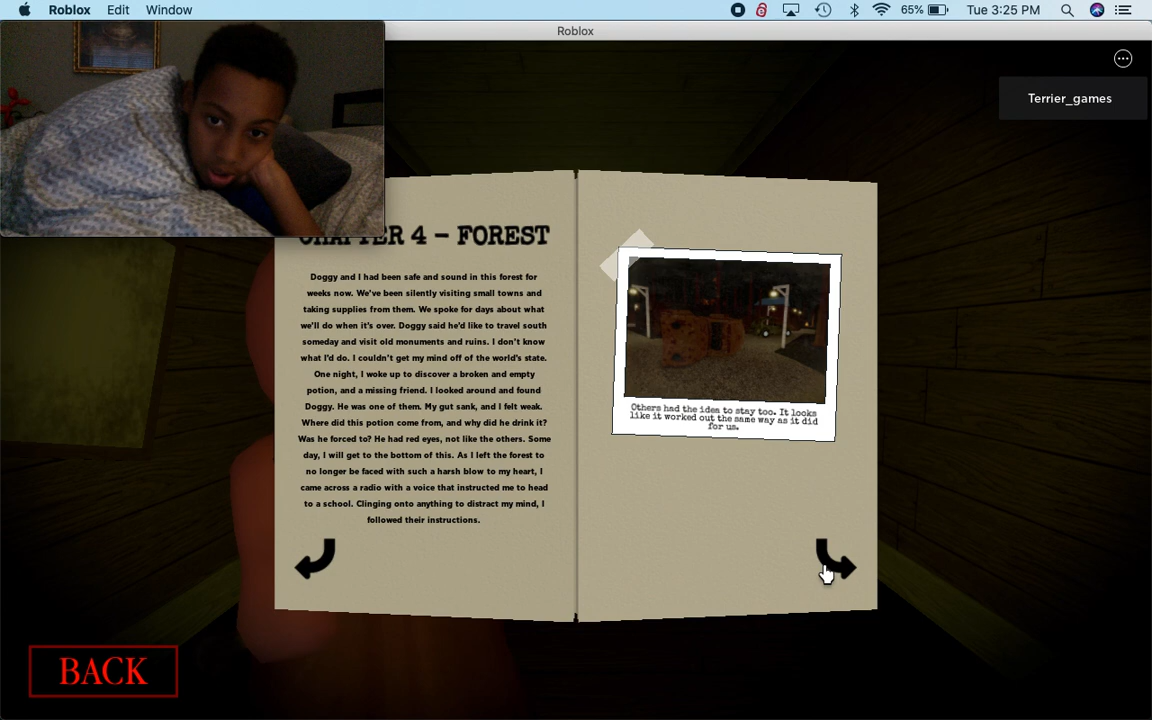 Roblox Edit Window
65% Tue 3:25 PM
Roblox
Terrier_games
CHAPTER 4 - FOREST
Doggy and I had been safe and sound in this forest for
weeks now. We've been silently visiting small towns and
taking supplies from them. We spoke for days about what
we'll do when it's over. Doggy said he'd like to travel south
someday and visit old monuments and ruins. I don't know
what I'd do. I couldn't get my mind off of the world's state.
One night, I woke up to discover a broken and empty
potion, and a missing friend. I looked around and found
Doggy. He was one of them. My gut sank, and I felt weak.
Where did this potion come from, and why did he drink it?
Was he forced to? He had red eyes, not like the others. Some
day, I will get to the bottom of this. As I left the forest to
no longer be faced with such a harsh blow to my heart, I
came across a radio with a voice that instructed me to head
to a school. Clinging onto anything to distract my mind, I
followed their instructions.
Others had the idea to stay too. It looks
like it worked out the same way as it did
for us.
BACK